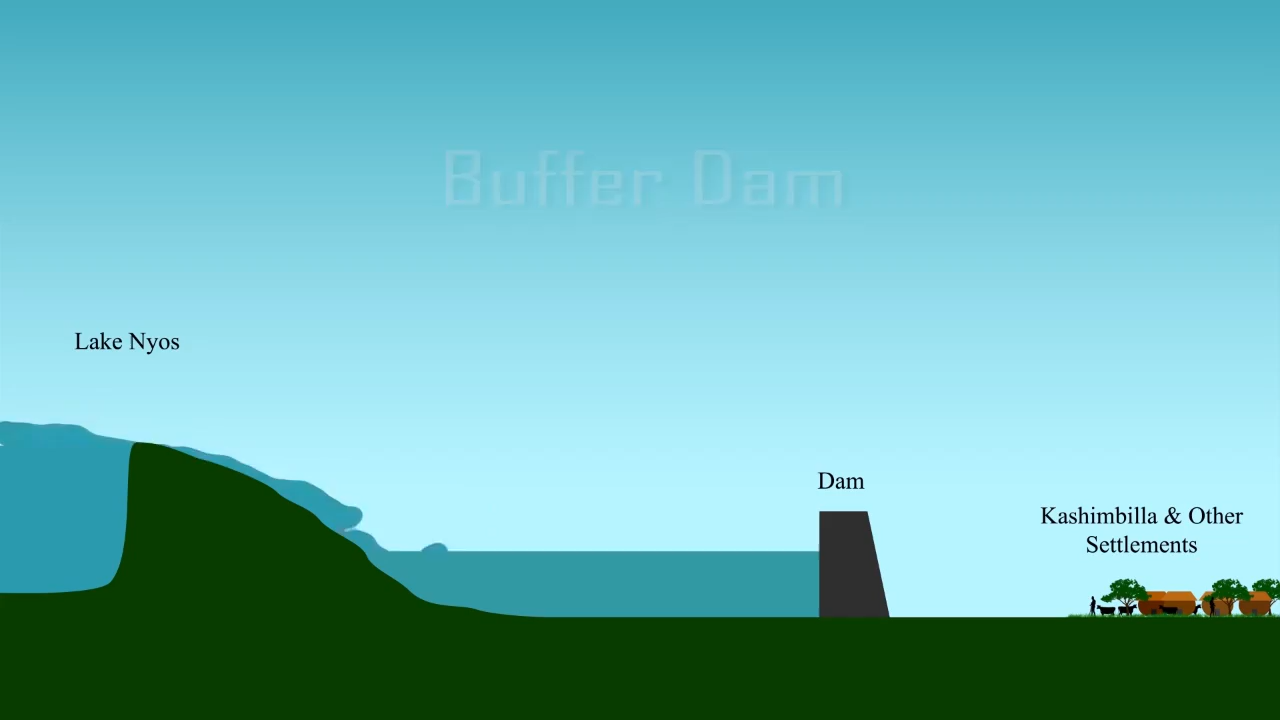 Buffer Dam
Lake Nyos
Dam
Kashimbilla & Other
Settlements